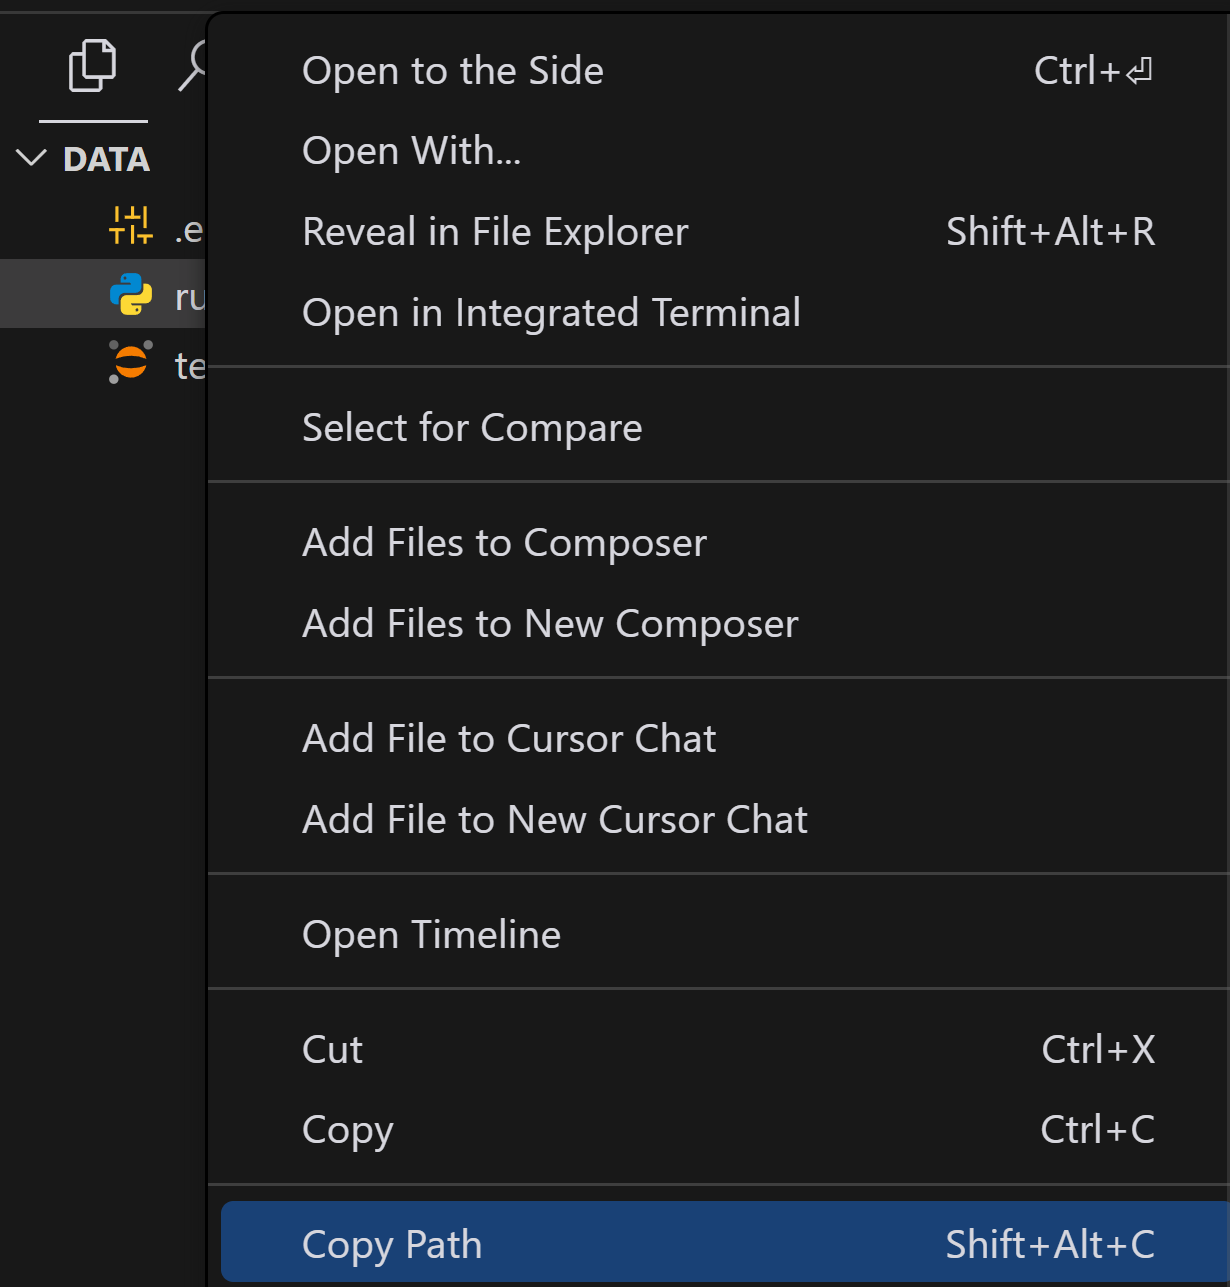 DATA
.e
ru
te
Open to the Side Ctrl+⏎
Open With...
Reveal in File Explorer Shift+Alt+R
Open in Integrated Terminal
Select for Compare
Add Files to Composer
Add Files to New Composer
Add File to Cursor Chat
Add File to New Cursor Chat
Open Timeline
Cut Ctrl+X
Copy Ctrl+C
Copy Path Shift+Alt+C